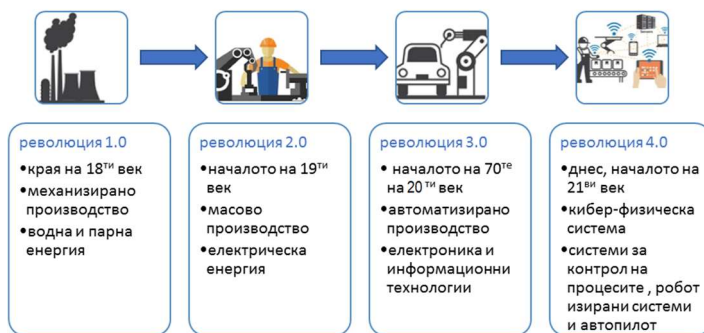 революция 1.0
•края на 18ти век
•механизирано
производство
•водна и парна
енергия
революция 2.0
•началото на 19ти
век
•масово
производство
•електрическа
енергия
революция 3.0
• началото на 70те
на 20 ти век
•автоматизирано
производство
•електроника и
информационни
технологии
революция 4.0
•днес, началото на
21ви век
•кибер-физическа
система
•системи за
контрол на
процесите , робот
изирани системи
и автопилот